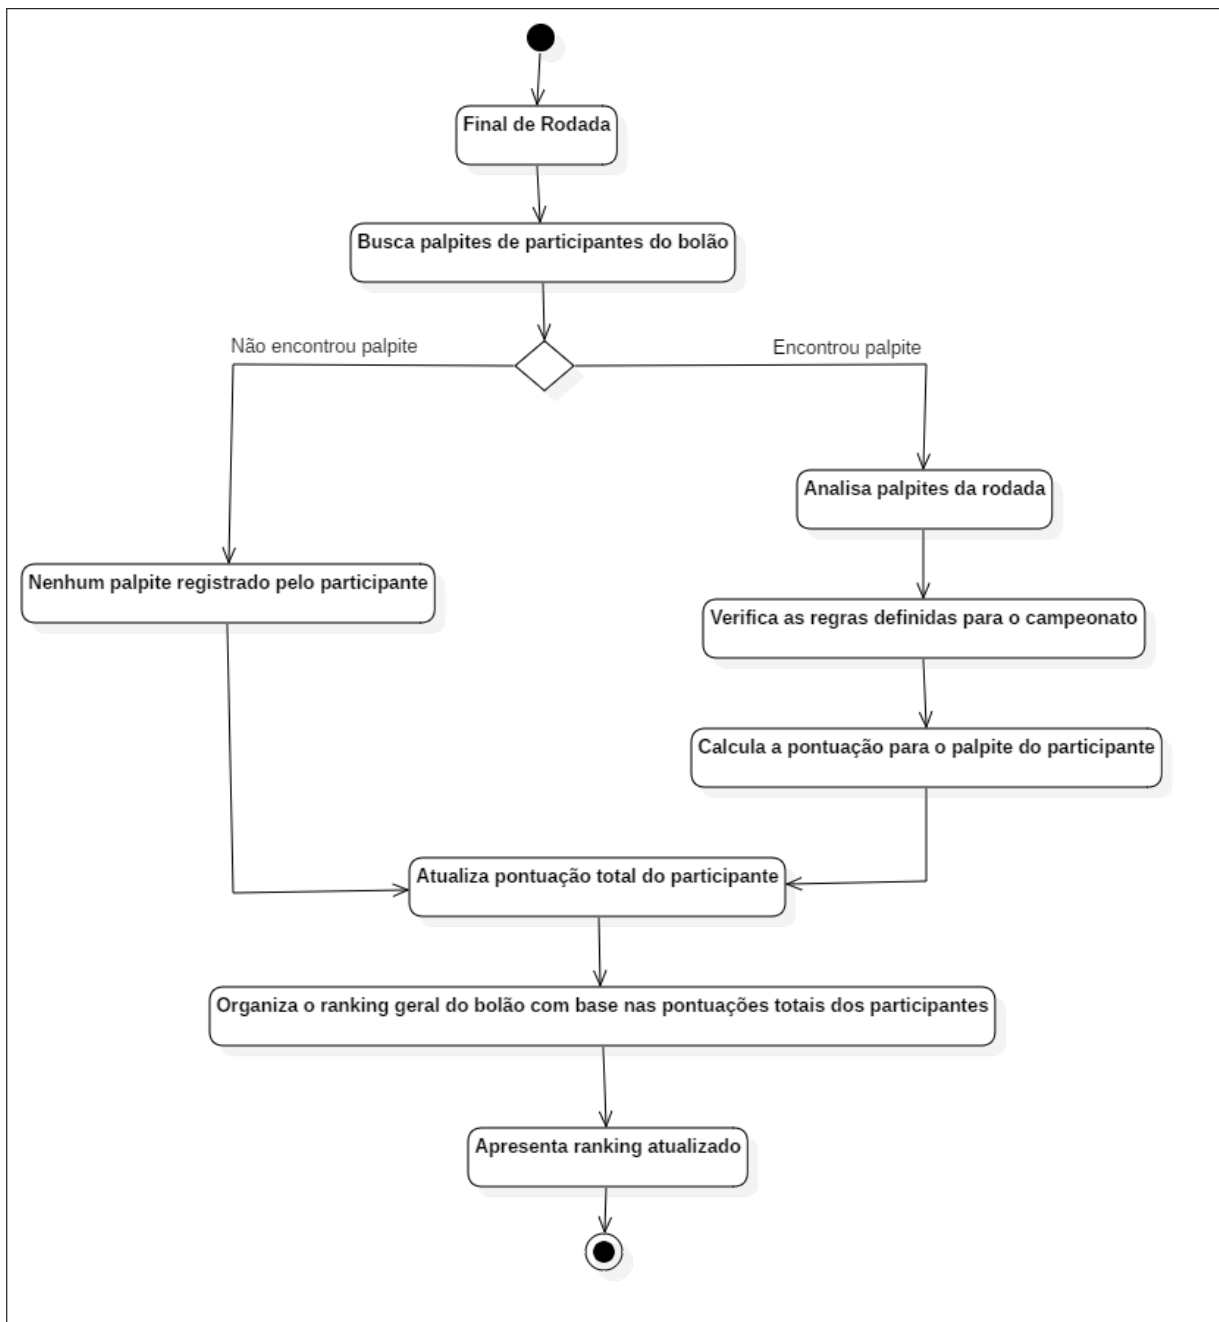 Final de Rodada
Busca palpites de participantes do bolão
Não encontrou palpite
Encontrou palpite
Analisa palpites da rodada
Nenhum palpite registrado pelo participante
Verifica as regras definidas para o campeonato
Calcula a pontuação para o palpite do participante
Atualiza pontuação total do participante
Organiza o ranking geral do bolão com base nas pontuações totais dos participantes
Apresenta ranking atualizado